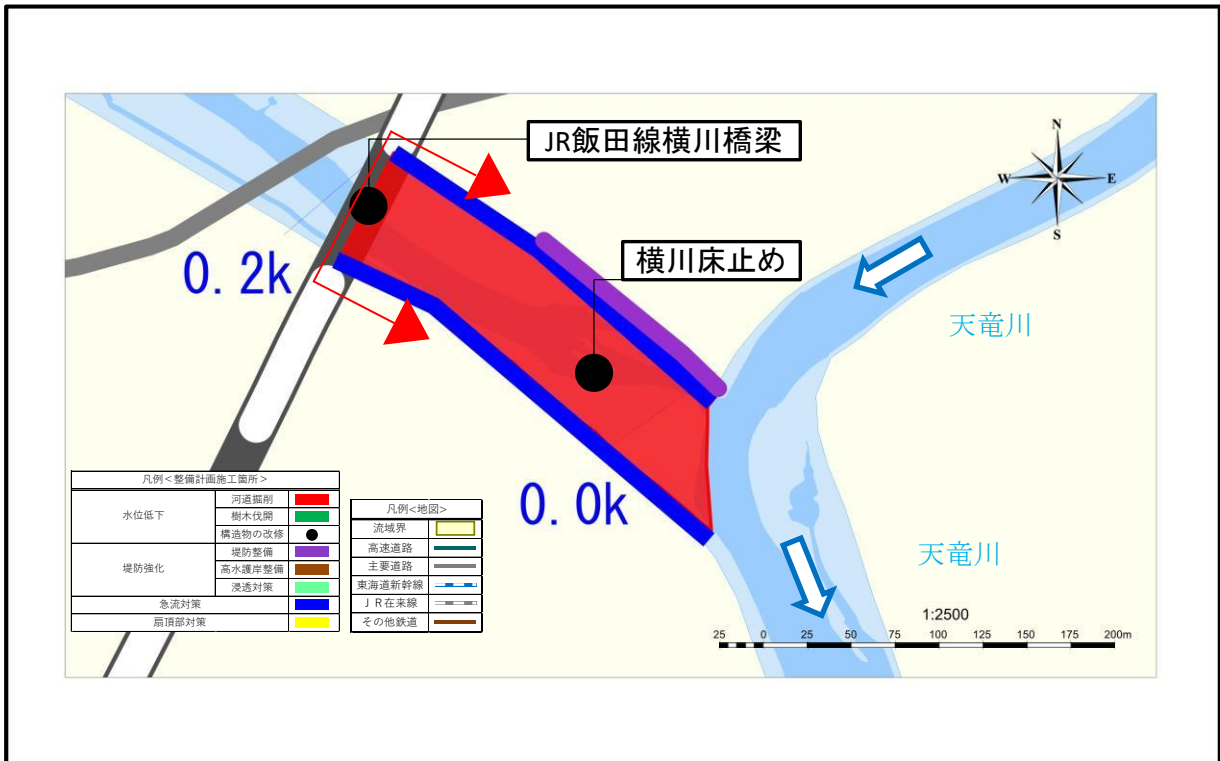 JR飯田線横川橋梁
N
W
E
S
横川床止め
0.2k
天竜川
0.0k
天竜川
凡例<整備計画施工箇所>
水位低下
河道掘削
樹木伐開
構造物の改修
堤防強化
堤防整備
高水護岸整備
浸透対策
急流対策
扇頂部対策
凡例<地図>
流域界
高速道路
主要道路
東海道新幹線
JR在来線
その他鉄道
1:2500
25 0 25 50 75 100 125 150 175 200m